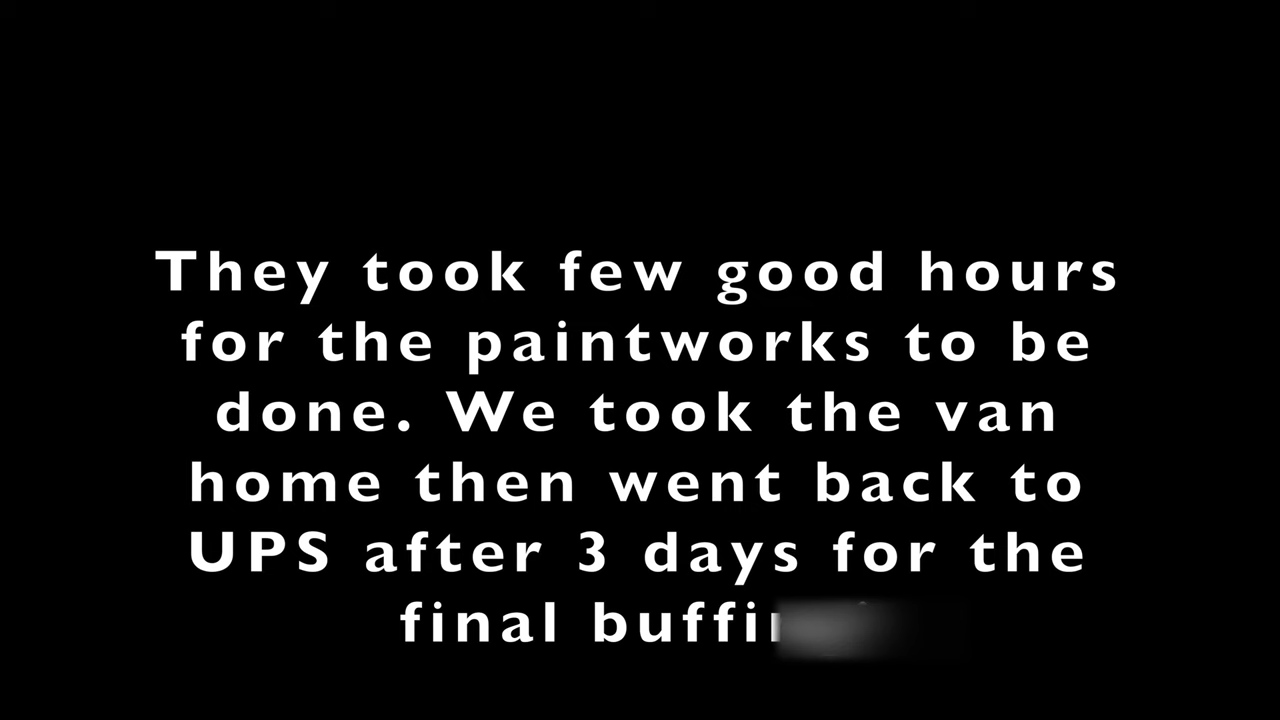 They took few good hours
for the paintworks to be
done. We took the van
home then went back to
UPS after 3 days for the
final